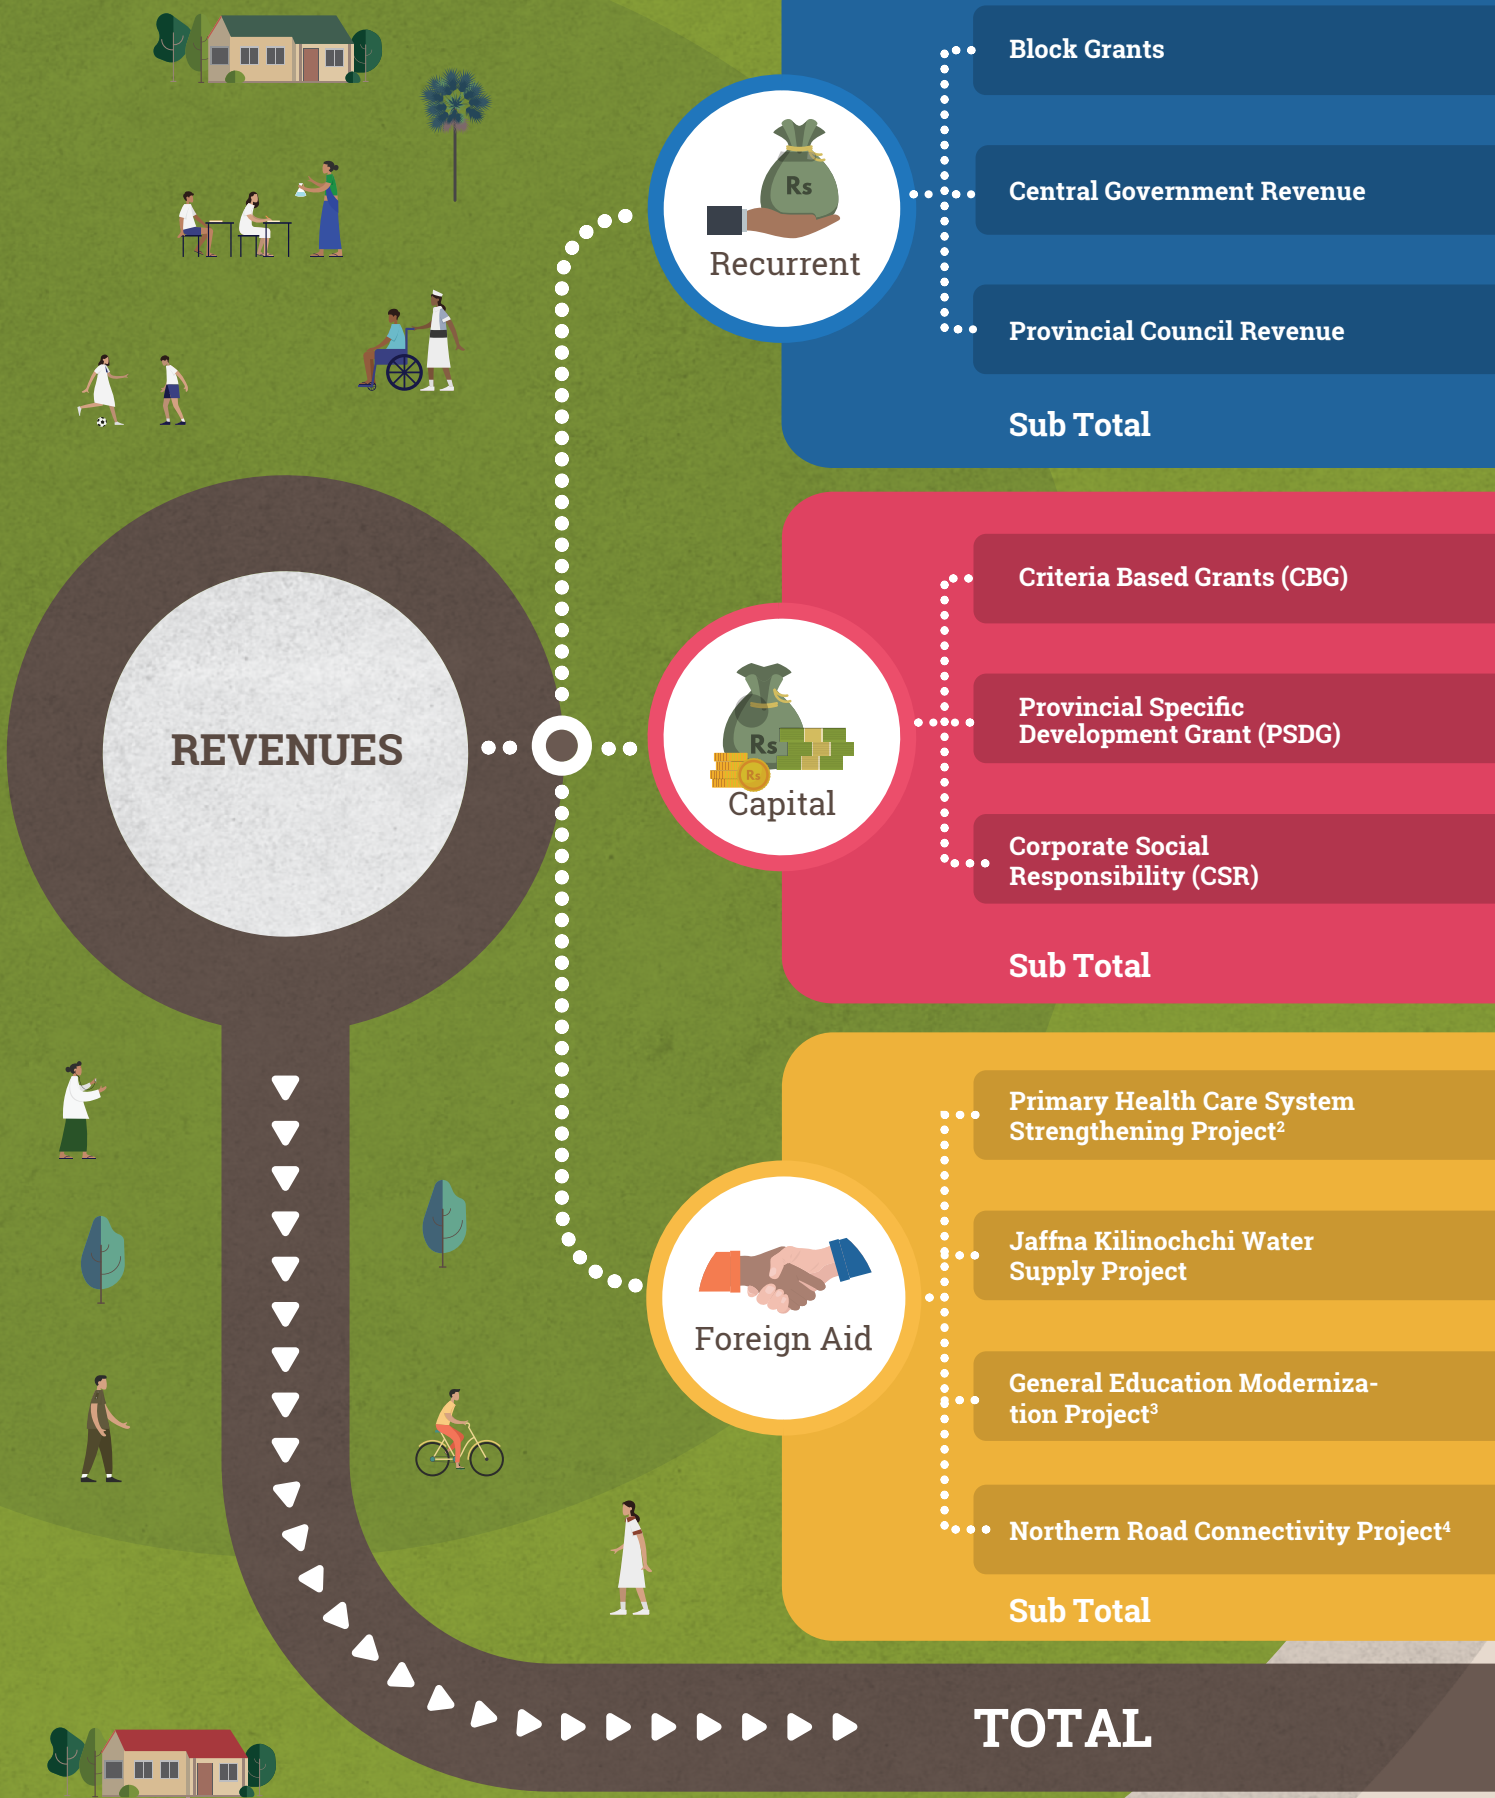 Block Grants
Rs
Central Government Revenue
Recurrent
Provincial Council Revenue
Sub Total
Criteria Based Grants (CBG)
Provincial Specific
Development Grant (PSDG)
REVENUES
Rs
Rs
Capital
Corporate Social
Responsibility (CSR)
Sub Total
Primary Health Care System
Strengthening Project²
Jaffna Kilinochchi Water
Supply Project
Foreign Aid
General Education Moderniza-
tion Project³
Northern Road Connectivity Project⁴
Sub Total
TOTAL